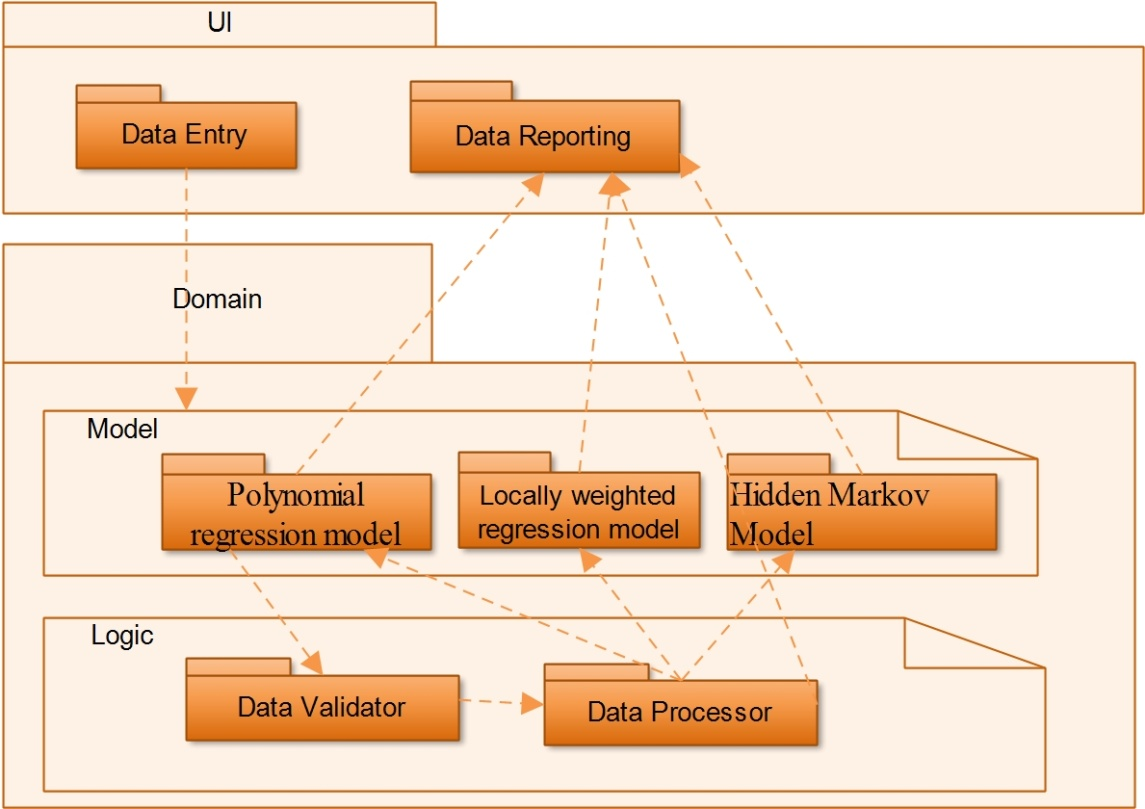 UI
Data Entry
Data Reporting
Domain
Model
Polynomial
regression model
Locally weighted
regression model
Hidden Markov
Model
Logic
Data Validator
Data Processor